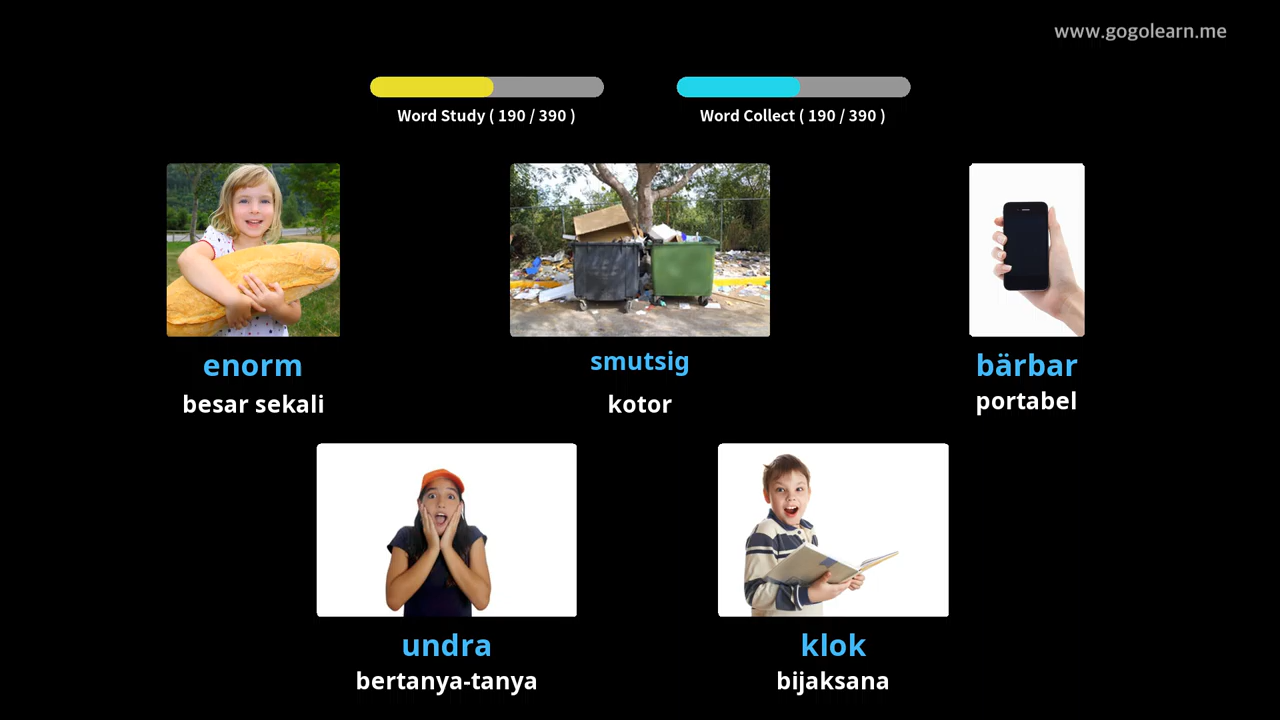 www.gogolearn.me
Word Study ( 190 / 390 )
Word Collect ( 190 / 390 )
enorm
besar sekali
smutsig
kotor
bärbar
portabel
undra
bertanya-tanya
klok
bijaksana